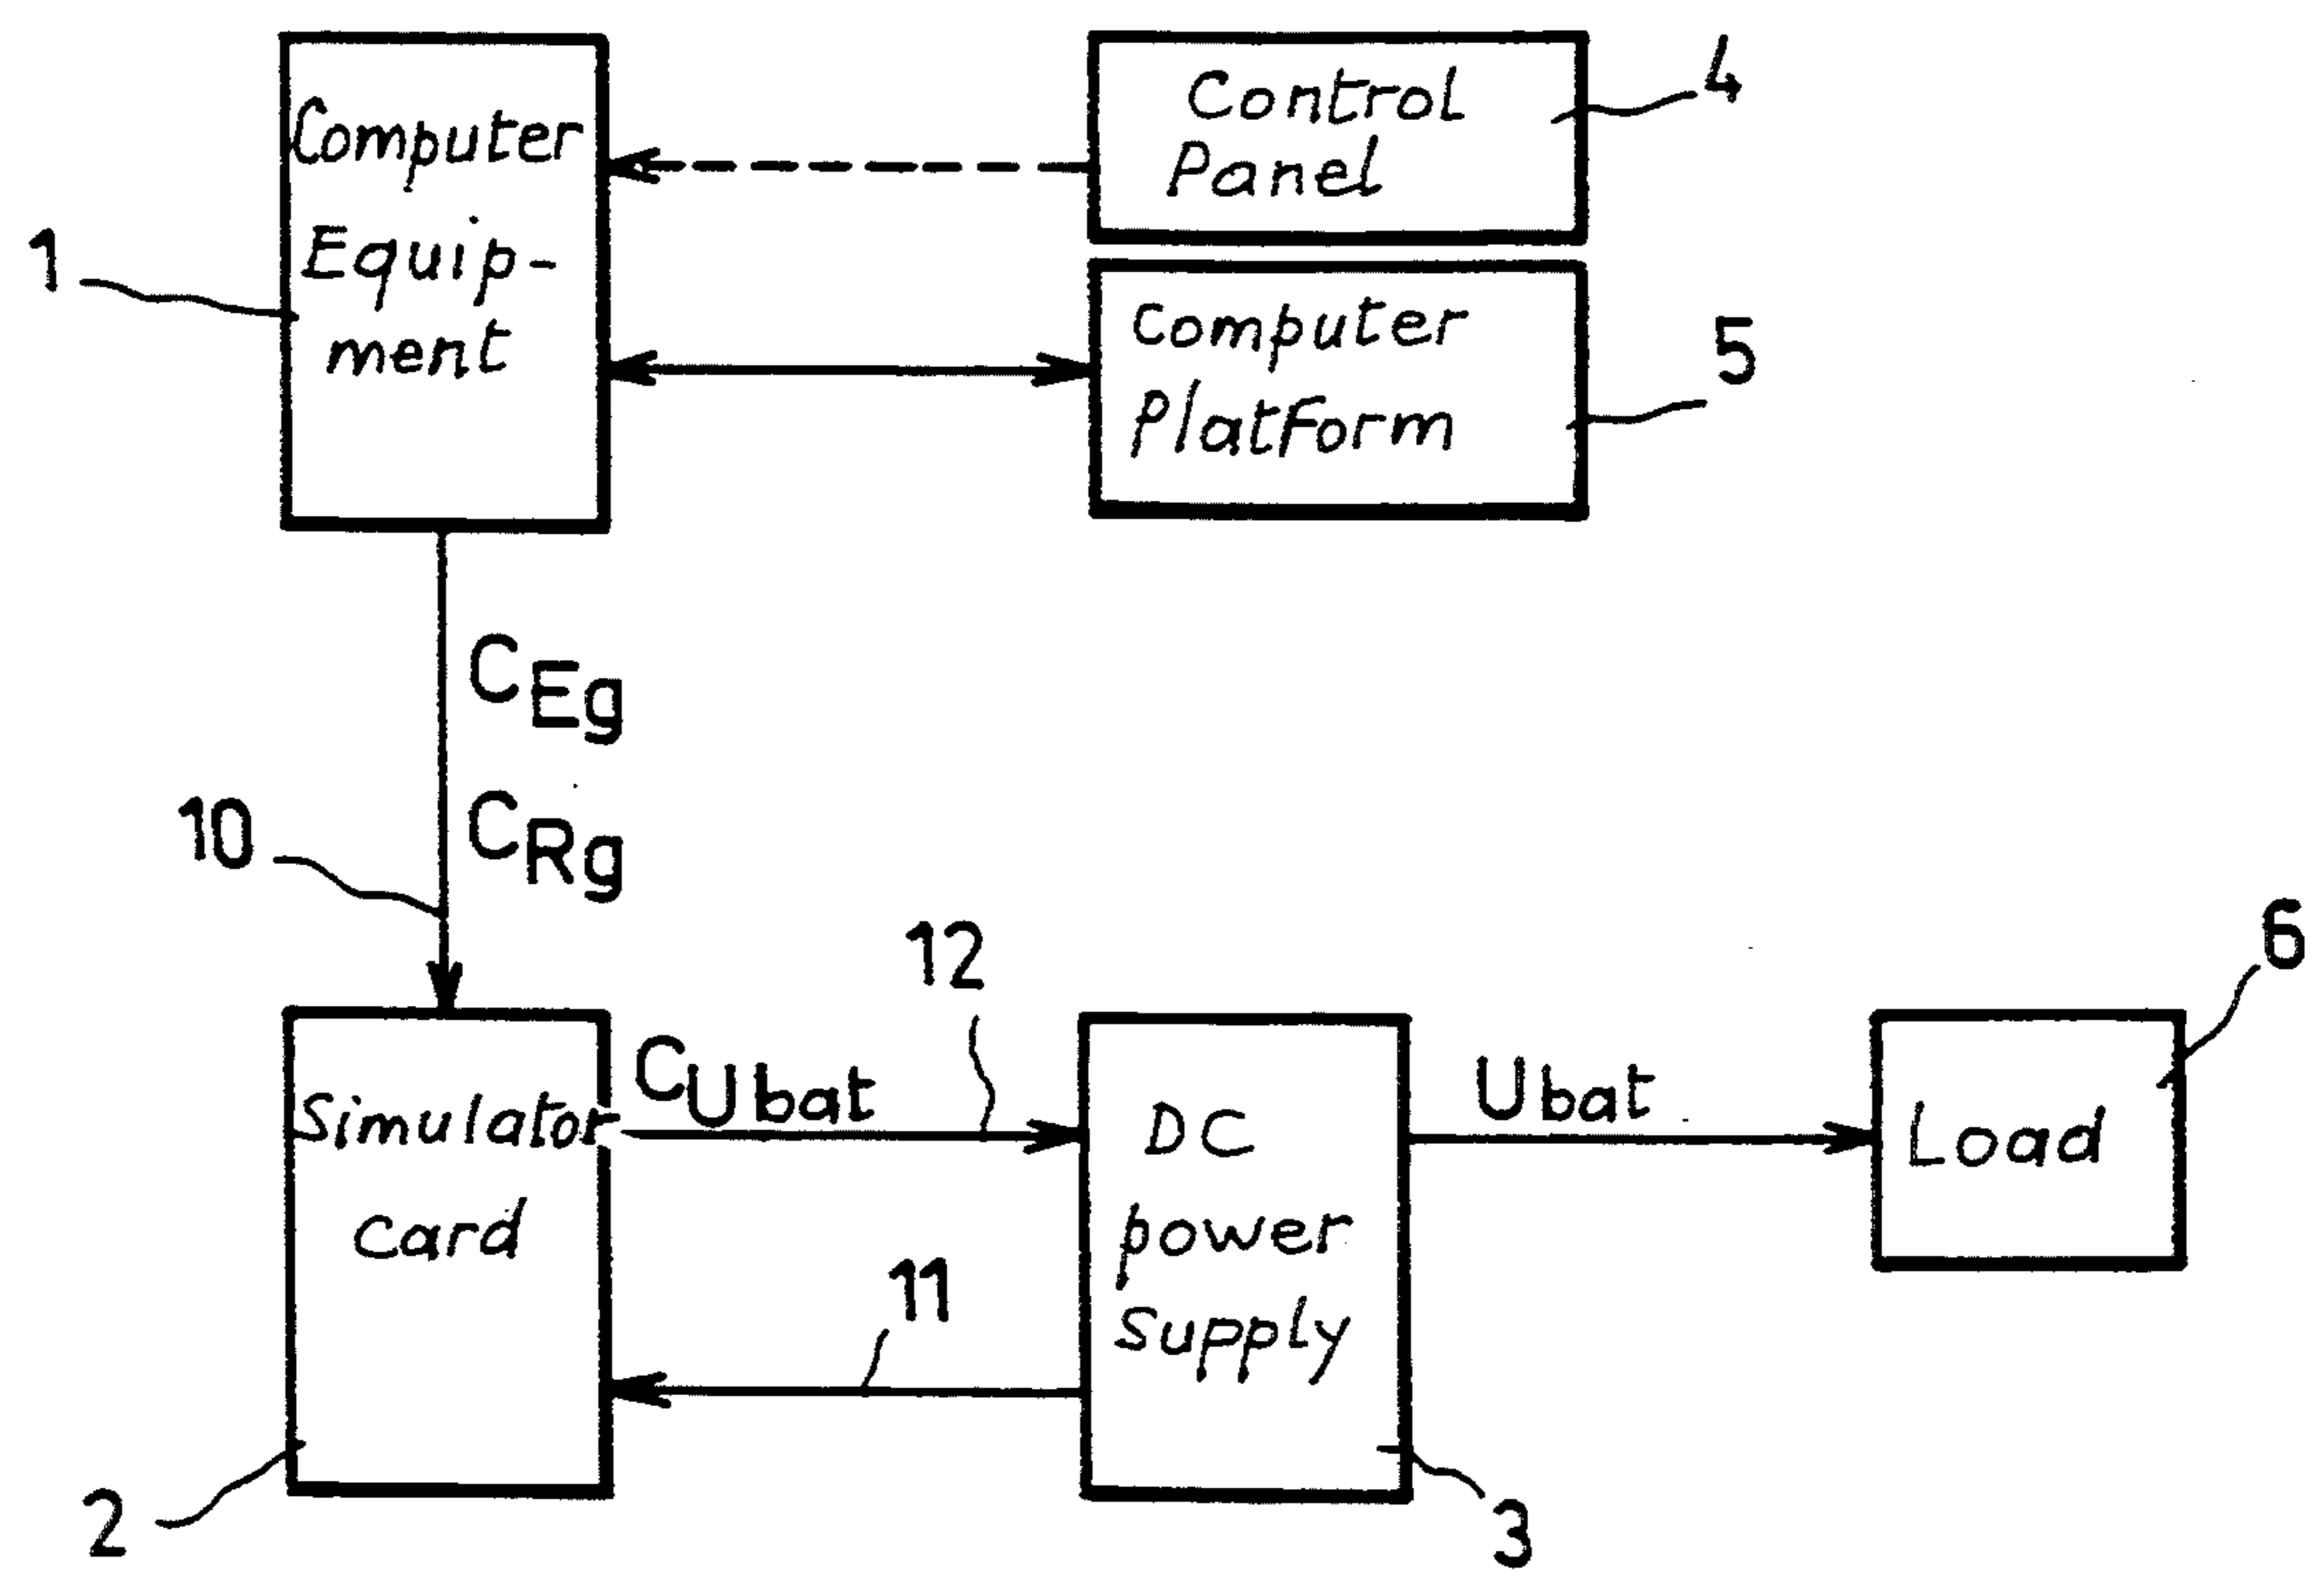 Computer
Equip-
ment
1
Control
Panel
4
Computer
Platform
5
CEg
CRg
10
Simulator
card
2
CUbat
12
11
DC
power
supply
3
Ubat
Load
6